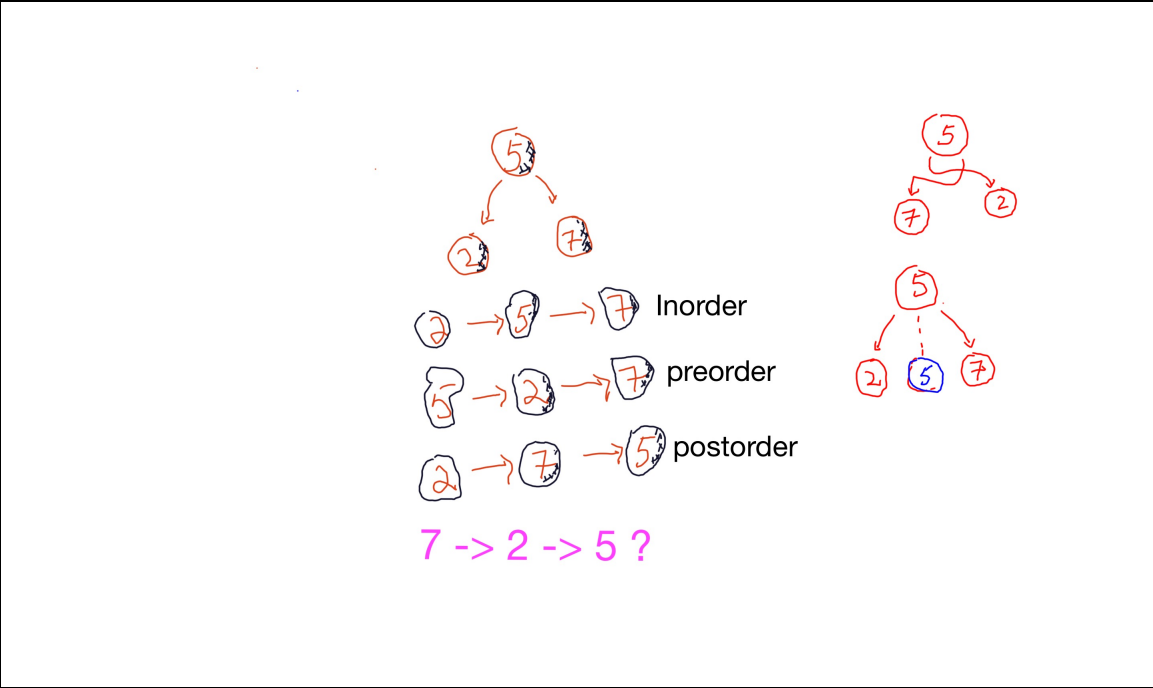 5
2 7
2 → 5 → 7 Inorder
5 → 2 → 7 preorder
2 → 7 → 5 postorder
7 -> 2 -> 5 ?
5
7 2
5
2 5 7